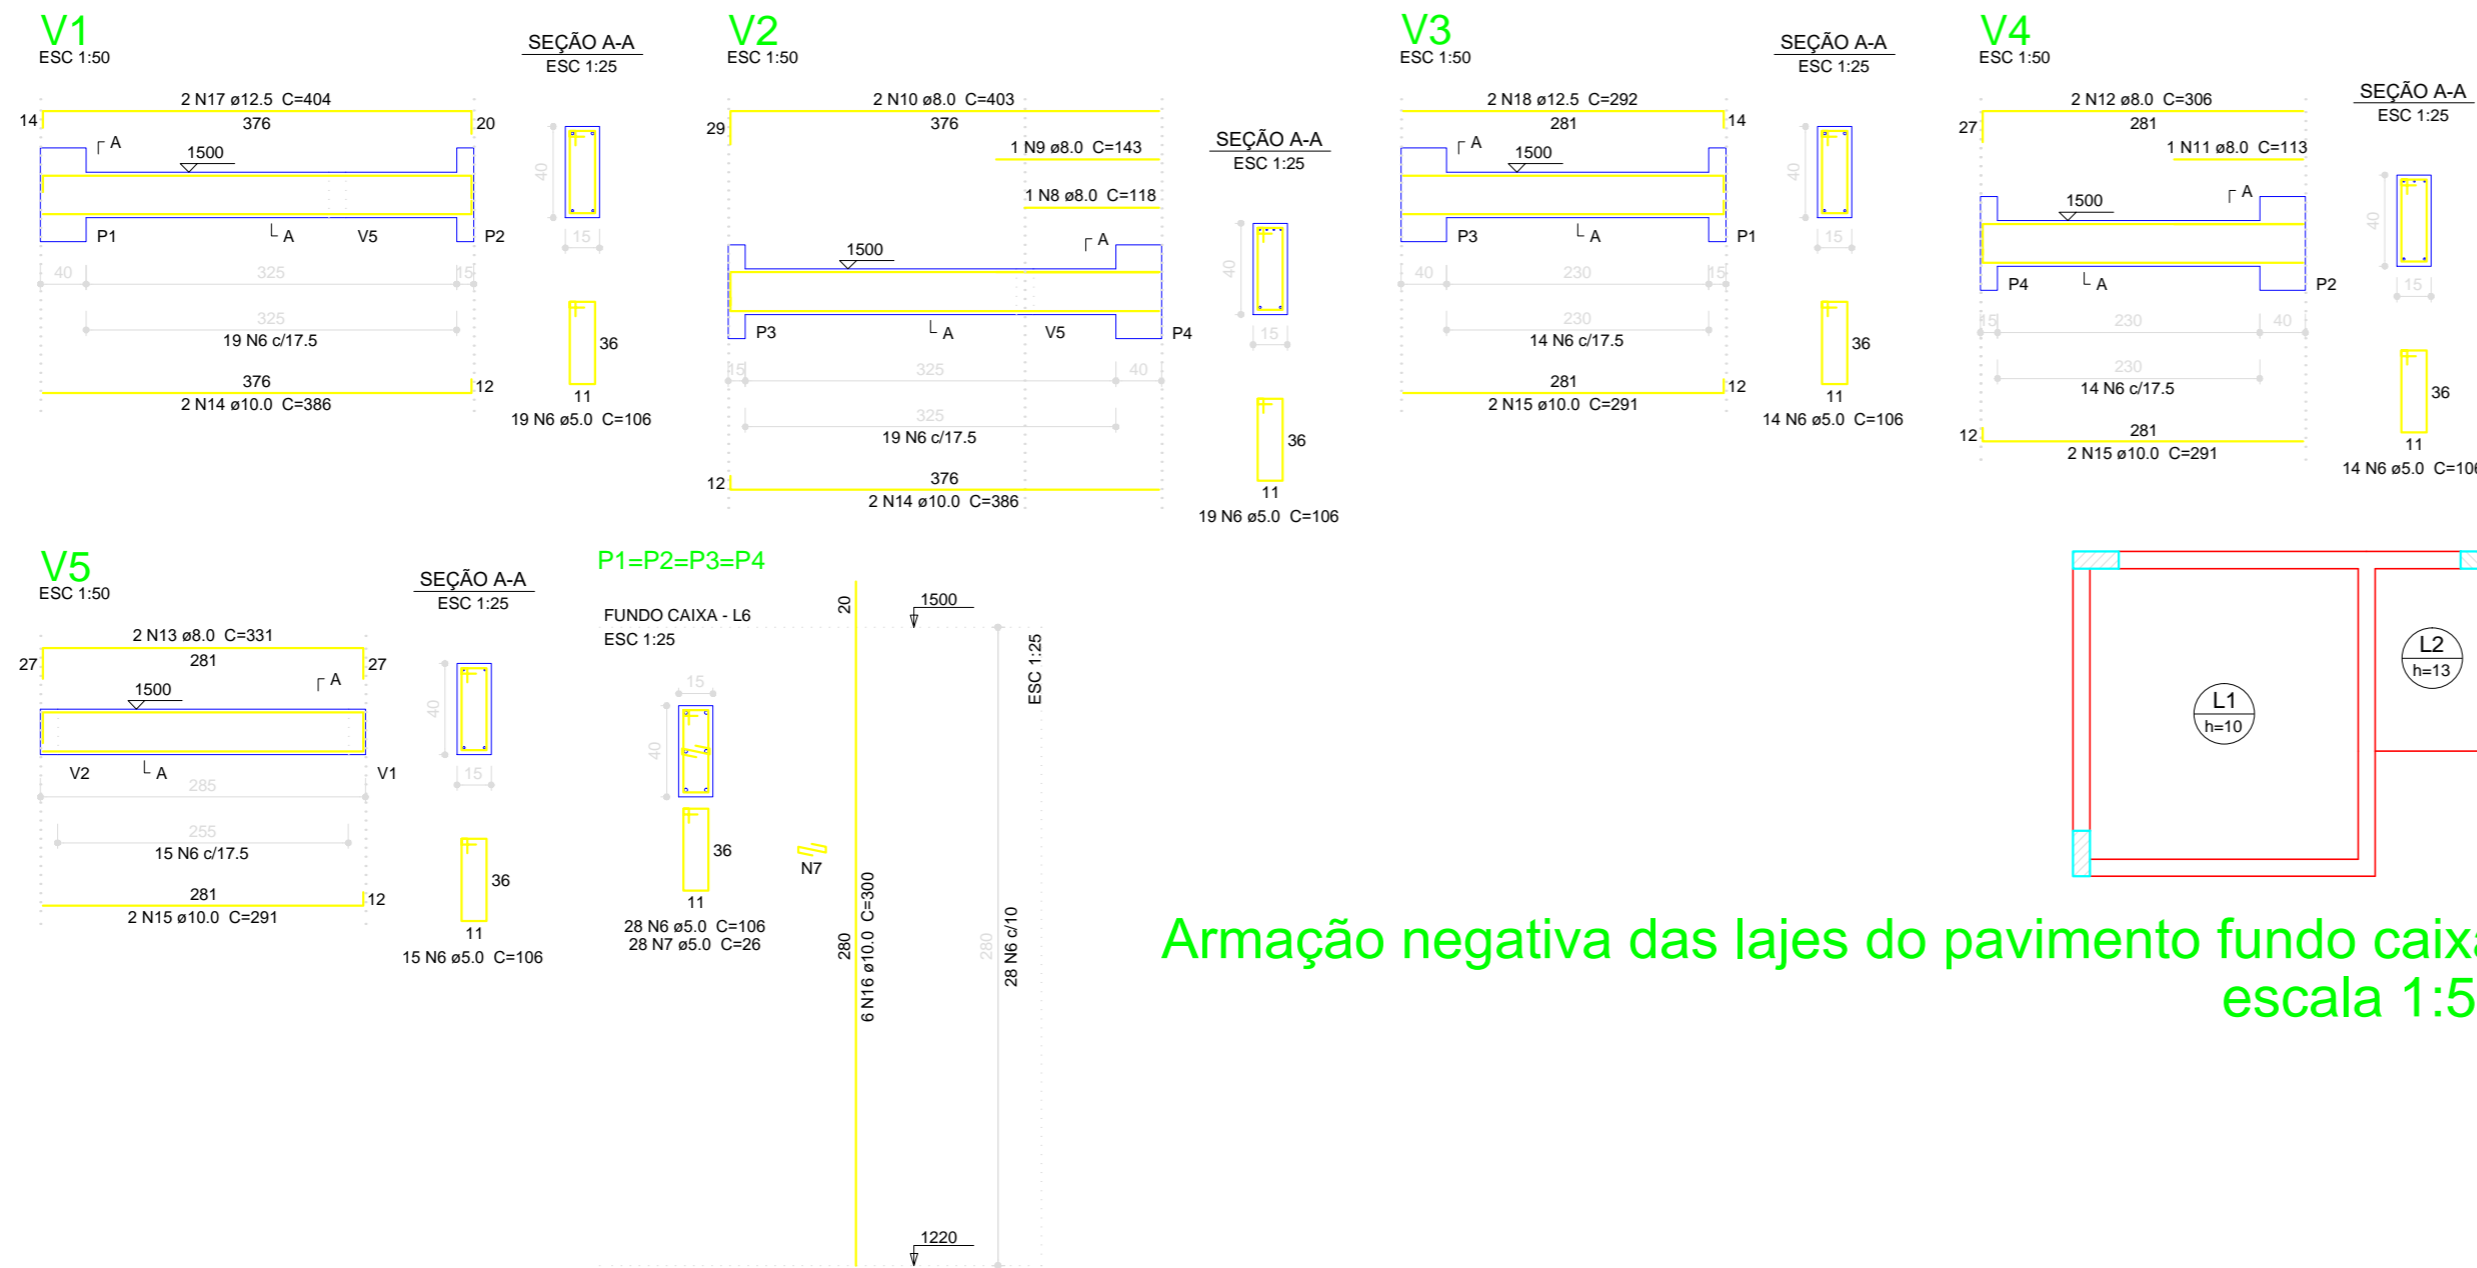 V1
ESC 1:50
SEÇÃO A-A
ESC 1:25
2 N17 ø12.5 C=404
376
14
20
A
1500
P1
A
V5
P2
40
325
15
325
19 N6 c/17.5
376
12
2 N14 ø10.0 C=386
40
15
36
11
19 N6 ø5.0 C=106
V2
ESC 1:50
2 N10 ø8.0 C=403
376
29
1 N9 ø8.0 C=143
1 N8 ø8.0 C=118
SEÇÃO A-A
ESC 1:25
1500
A
P3
A
V5
P4
15
325
40
325
19 N6 c/17.5
12
376
2 N14 ø10.0 C=386
40
15
36
11
19 N6 ø5.0 C=106
V3
ESC 1:50
SEÇÃO A-A
ESC 1:25
2 N18 ø12.5 C=292
281
14
A
1500
P3
A
P1
40
230
15
230
14 N6 c/17.5
281
12
2 N15 ø10.0 C=291
40
15
36
11
14 N6 ø5.0 C=106
V4
ESC 1:50
SEÇÃO A-A
ESC 1:25
2 N12 ø8.0 C=306
281
27
1 N11 ø8.0 C=113
1500
A
P4
A
P2
15
230
40
230
14 N6 c/17.5
12
281
2 N15 ø10.0 C=291
40
15
36
11
14 N6 ø5.0 C=106
V5
ESC 1:50
SEÇÃO A-A
ESC 1:25
2 N13 ø8.0 C=331
27
281
27
A
1500
V2
A
V1
285
255
15 N6 c/17.5
281
12
2 N15 ø10.0 C=291
40
15
36
11
15 N6 ø5.0 C=106
P1=P2=P3=P4
FUNDO CAIXA - L6
ESC 1:25
15
40
36
11
28 N6 ø5.0 C=106
28 N7 ø5.0 C=26
N7
20
280
6 N16 ø10.0 C=300
1500
1220
280
28 N6 c/10
ESC 1:25
L1
h=10
L2
h=13
Armação negativa das lajes do pavimento fundo caixa
escala 1:5